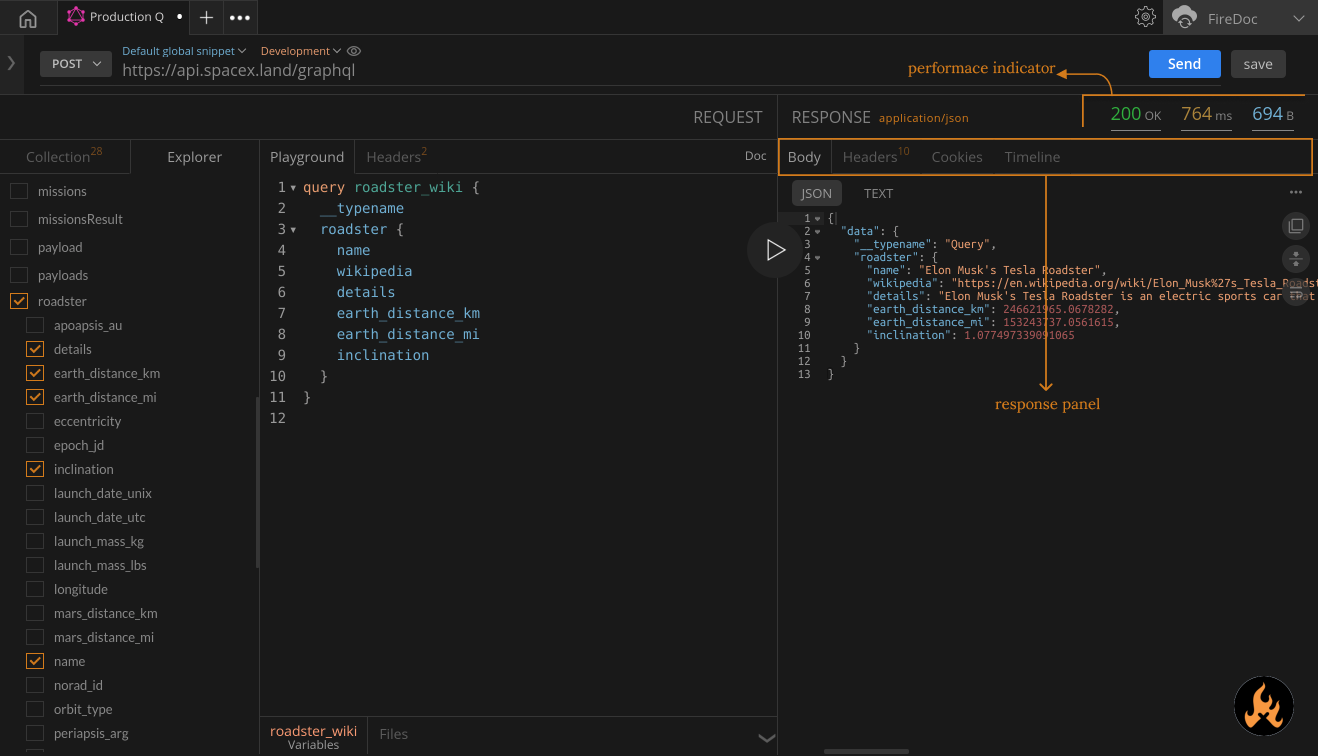 Production Q
FireDoc
Default global snippet Development
POST https://api.spacex.land/graphql
Send save
performace indicator
REQUEST
RESPONSE application/json
200 OK 764 ms 694 B
Collection 28 Explorer
Playground Headers 2 Doc
Body Headers 10 Cookies Timeline
JSON TEXT
missions
missionsResult
payload
payloads
roadster
apoapsis_au
details
earth_distance_km
earth_distance_mi
eccentricity
epoch_jd
inclination
launch_date_unix
launch_date_utc
launch_mass_kg
launch_mass_lbs
longitude
mars_distance_km
mars_distance_mi
name
norad_id
orbit_type
periapsis_arg
1 query roadster_wiki {
2 __typename
3 roadster {
4 name
5 wikipedia
6 details
7 earth_distance_km
8 earth_distance_mi
9 inclination
10 }
11 }
12
roadster_wiki Files
Variables
1 {
2 "data": {
3 "__typename": "Query",
4 "roadster": {
5 "name": "Elon Musk's Tesla Roadster",
6 "wikipedia": "https://en.wikipedia.org/wiki/Elon_Musk%27s_Tesla_Roadst
7 "details": "Elon Musk's Tesla Roadster is an electric sports car that
8 "earth_distance_km": 246621965.0678282,
9 "earth_distance_mi": 153243737.0561615,
10 "inclination": 1.077497339091065
11 }
12 }
13 }
response panel